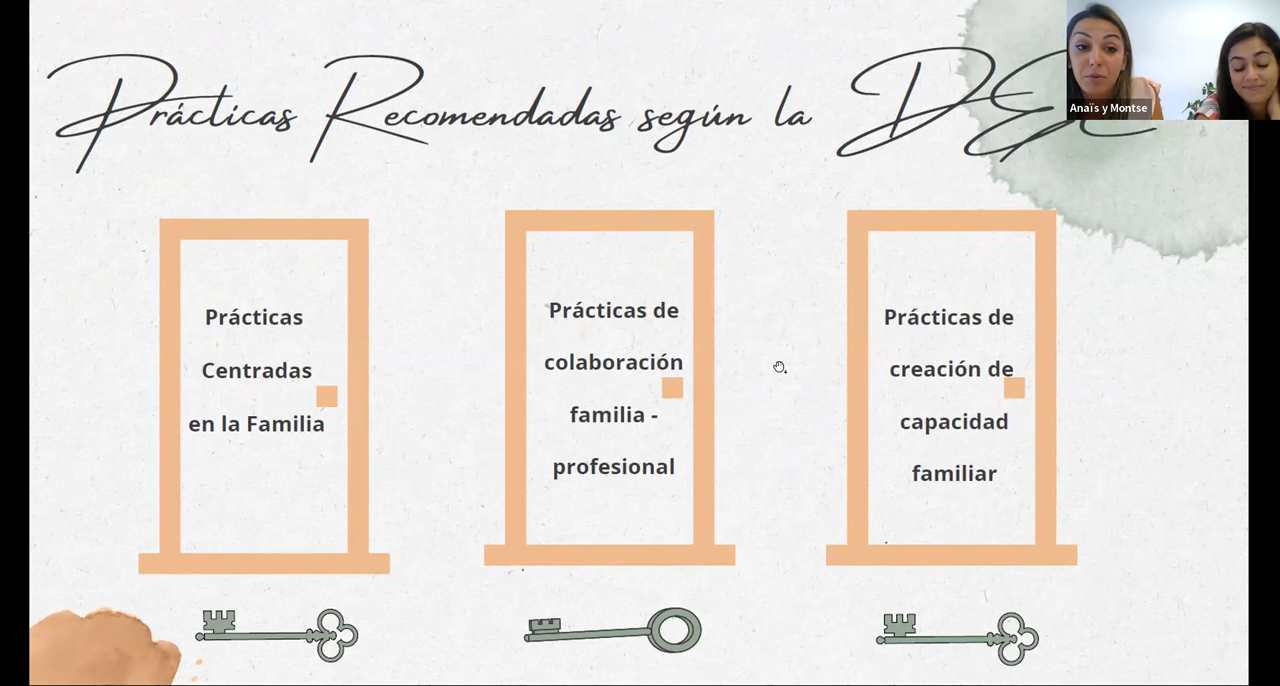 Prácticas Recomendadas según la
Anaïs y Montse
Prácticas
Centradas
en la Familia
Prácticas de
colaboración
familia -
profesional
Prácticas de
creación de
capacidad
familiar